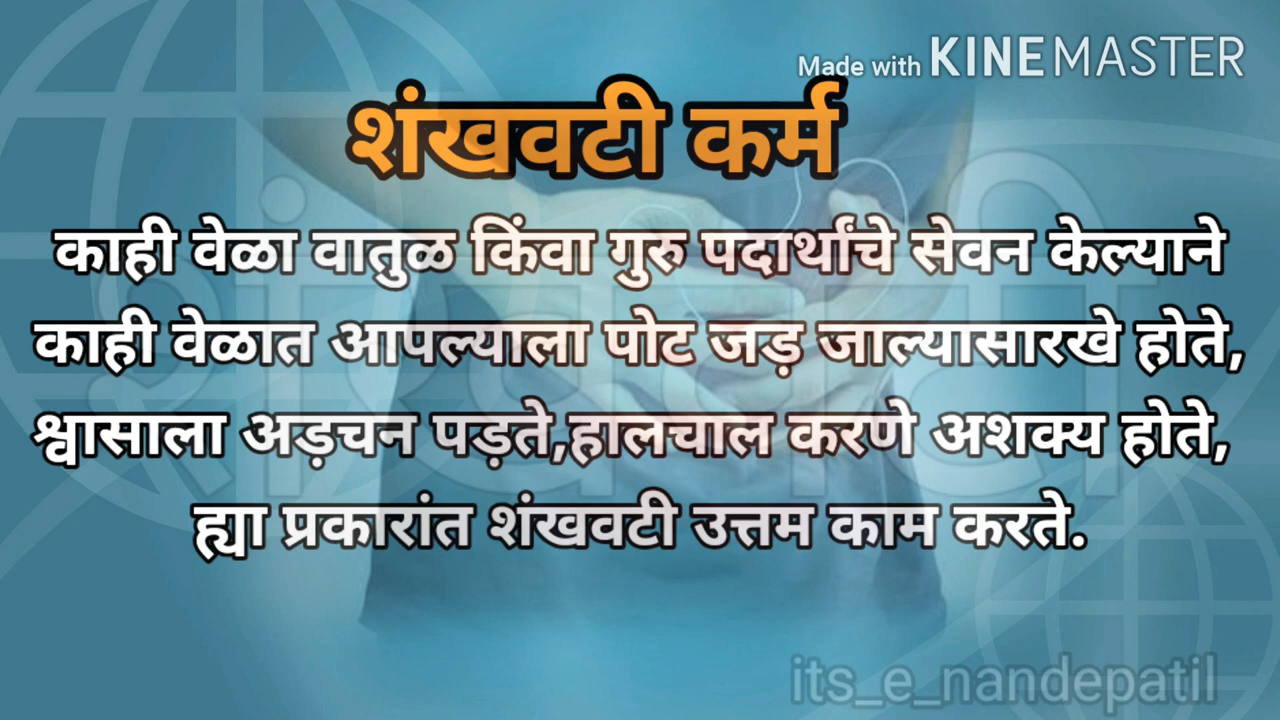 Made with KINEMASTER
शंखवटी कर्म
काही वेळा वातुळ किंवा गुरु पदार्थांचे सेवन केल्याने
काही वेळात आपल्याला पोट जड़ जाल्यासारखे होते,
श्वासाला अड़चन पड़ते,हालचाल करणे अशक्य होते,
ह्या प्रकारांत शंखवटी उत्तम काम करते.
शंखवटी
its_e_nandepatil